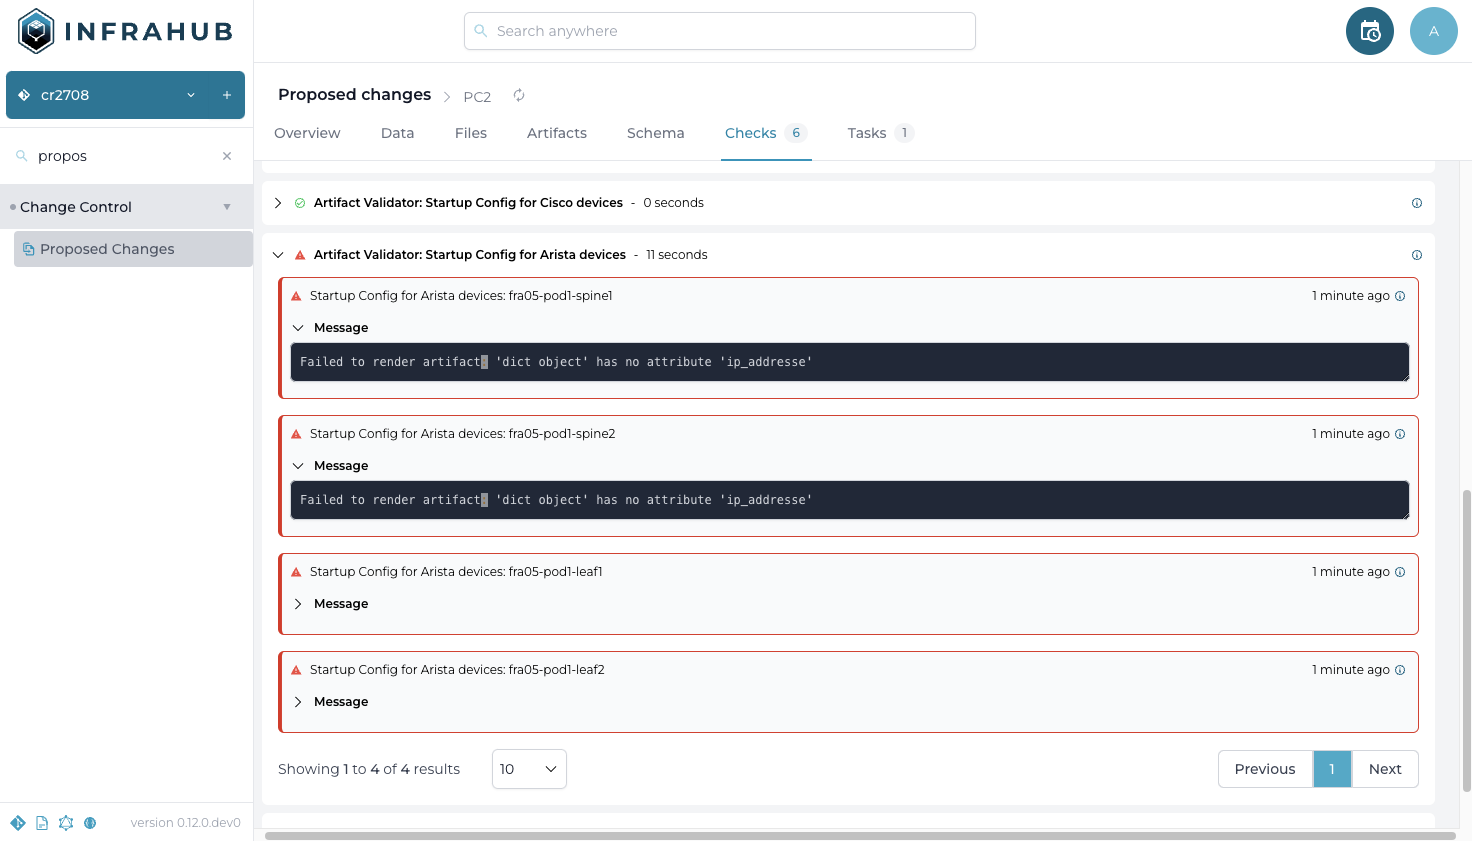 INFRAHUB
Search anywhere
A
cr2708
+
Proposed changes > PC2
Overview Data Files Artifacts Schema Checks 6 Tasks 1
propos
Change Control
Proposed Changes
Artifact Validator: Startup Config for Cisco devices - 0 seconds
Artifact Validator: Startup Config for Arista devices - 11 seconds
Startup Config for Arista devices: fra05-pod1-spine1 1 minute ago
Message
Failed to render artifact: 'dict object' has no attribute 'ip_addresse'
Startup Config for Arista devices: fra05-pod1-spine2 1 minute ago
Message
Failed to render artifact: 'dict object' has no attribute 'ip_addresse'
Startup Config for Arista devices: fra05-pod1-leaf1 1 minute ago
Message
Startup Config for Arista devices: fra05-pod1-leaf2 1 minute ago
Message
Showing 1 to 4 of 4 results 10 Previous 1 Next
version 0.12.0.dev0